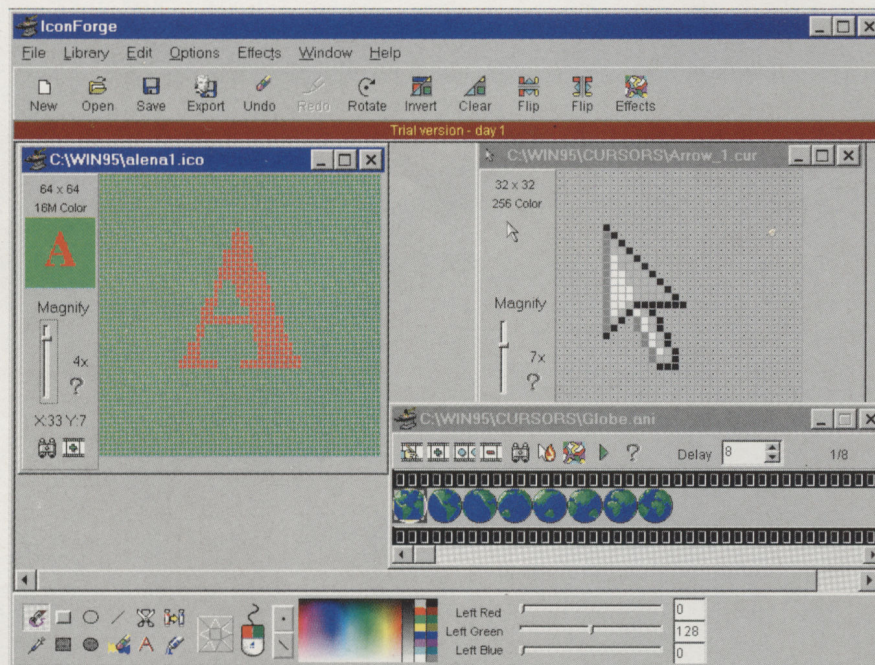 IconForge
File Library Edit Options Effects Window Help
New Open Save Export Undo Redo Rotate Invert Clear Flip Flip Effects
Trial version - day 1
C:\WIN95\alena1.ico
64 x 64
16M Color
A
Magnify
4x
?
X:33 Y:7
A
C:\WIN95\CURSORS\Arrow_1.cur
32 x 32
256 Color
Magnify
7x
?
C:\WIN95\CURSORS\Globe.ani
? Delay 8 1/8
A
Left Red 0
Left Green 128
Left Blue 0